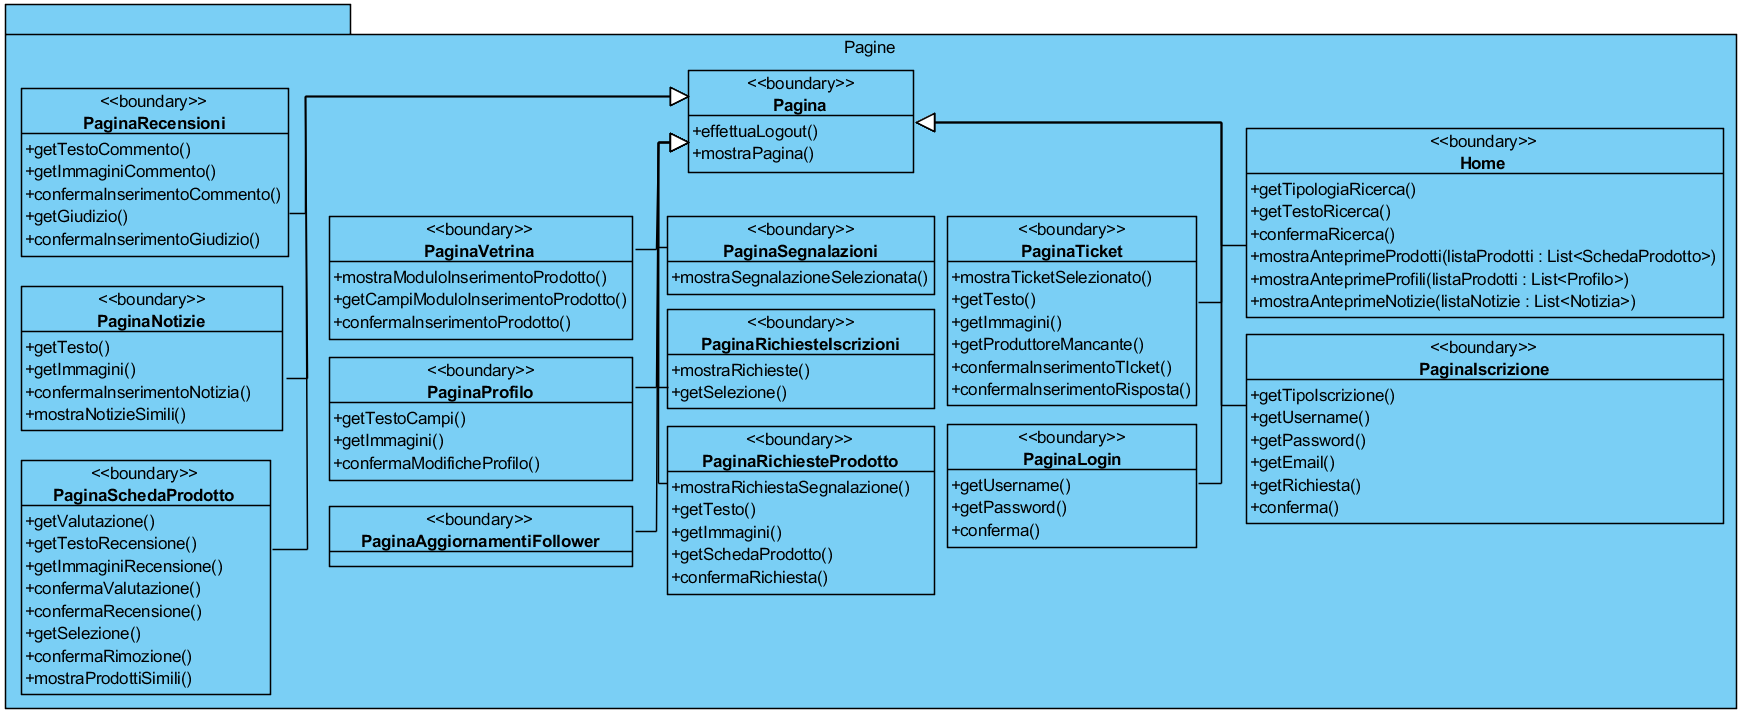 Pagine
<<boundary>>
Pagina
+effettuaLogout()
+mostraPagina()
<<boundary>>
PaginaRecensioni
+getTestoCommento()
+getImmaginiCommento()
+confermaInserimentoCommento()
+getGiudizio()
+confermaInserimentoGiudizio()
<<boundary>>
PaginaNotizie
+getTesto()
+getImmagini()
+confermaInserimentoNotizia()
+mostraNotizieSimili()
<<boundary>>
PaginaSchedaProdotto
+getValutazione()
+getTestoRecensione()
+getImmaginiRecensione()
+confermaValutazione()
+confermaRecensione()
+getSelezione()
+confermaRimozione()
+mostraProdottiSimili()
<<boundary>>
PaginaVetrina
+mostraModuloInserimentoProdotto()
+getCampiModuloInserimentoProdotto()
+confermaInserimentoProdotto()
<<boundary>>
PaginaProfilo
+getTestoCampi()
+getImmagini()
+confermaModificheProfilo()
<<boundary>>
PaginaAggiornamentiFollower
<<boundary>>
PaginaSegnalazioni
+mostraSegnalazioneSelezionata()
<<boundary>>
PaginaRichiesteIscrizioni
+mostraRichieste()
+getSelezione()
<<boundary>>
PaginaRichiesteProdotto
+mostraRichiestaSegnalazione()
+getTesto()
+getImmagini()
+getSchedaProdotto()
+confermaRichiesta()
<<boundary>>
PaginaTicket
+mostraTicketSelezionato()
+getTesto()
+getImmagini()
+getProduttoreMancante()
+confermaInserimentoTIcket()
+confermaInserimentoRisposta()
<<boundary>>
PaginaLogin
+getUsername()
+getPassword()
+conferma()
<<boundary>>
Home
+getTipologiaRicerca()
+getTestoRicerca()
+confermaRicerca()
+mostraAnteprimeProdotti(listaProdotti : List<SchedaProdotto>)
+mostraAnteprimeProfili(listaProdotti : List<Profilo>)
+mostraAnteprimeNotizie(listaNotizie : List<Notizia>)
<<boundary>>
PaginaIscrizione
+getTipoIscrizione()
+getUsername()
+getPassword()
+getEmail()
+getRichiesta()
+conferma()